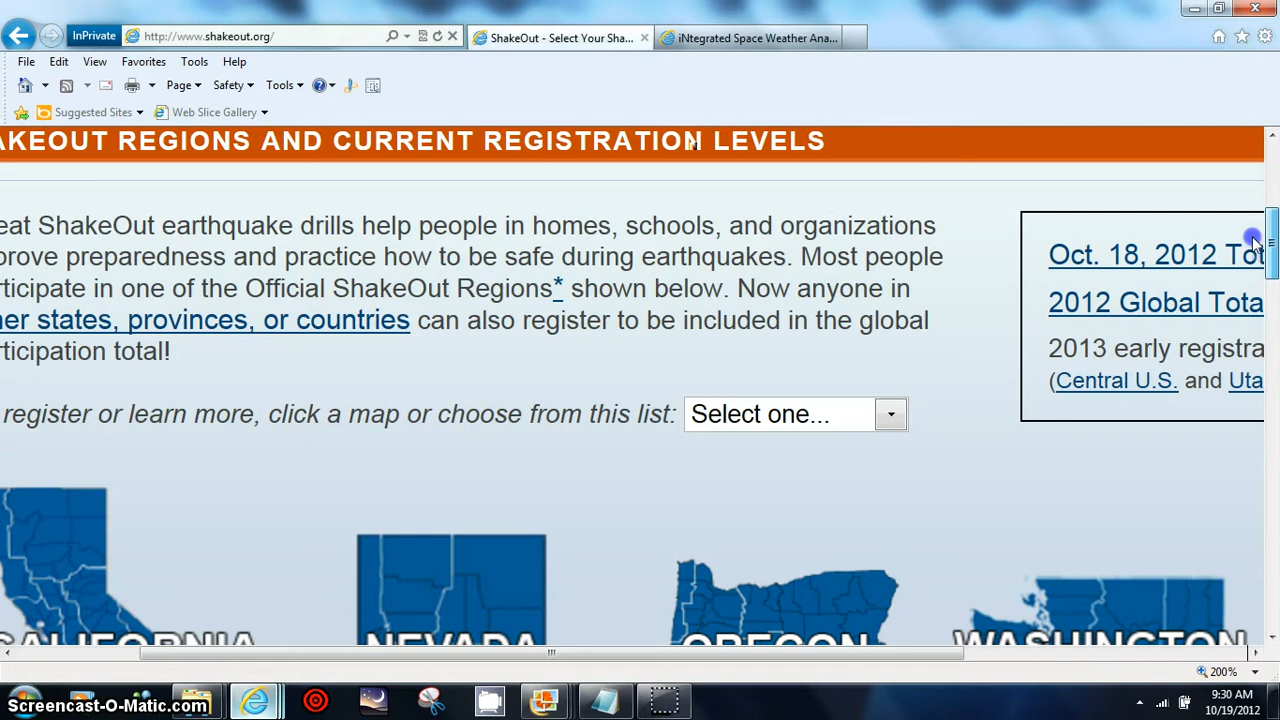 InPrivate
http://www.shakeout.org/
ShakeOut - Select Your Sha...
iNtegrated Space Weather Ana...
File Edit View Favorites Tools Help
Page Safety Tools
Suggested Sites Web Slice Gallery
AKEOUT REGIONS AND CURRENT REGISTRATION LEVELS
eat ShakeOut earthquake drills help people in homes, schools, and organizations
prove preparedness and practice how to be safe during earthquakes. Most people
rticipate in one of the Official ShakeOut Regions* shown below. Now anyone in
er states, provinces, or countries can also register to be included in the global
rticipation total!
register or learn more, click a map or choose from this list: Select one...
Oct. 18, 2012 Tot
2012 Global Tota
2013 early registra
(Central U.S. and Uta
CALIFORNIA
NEVADA
OREGON
WASHINGTON
200%
Screencast-O-Matic.com
9:30 AM
10/19/2012